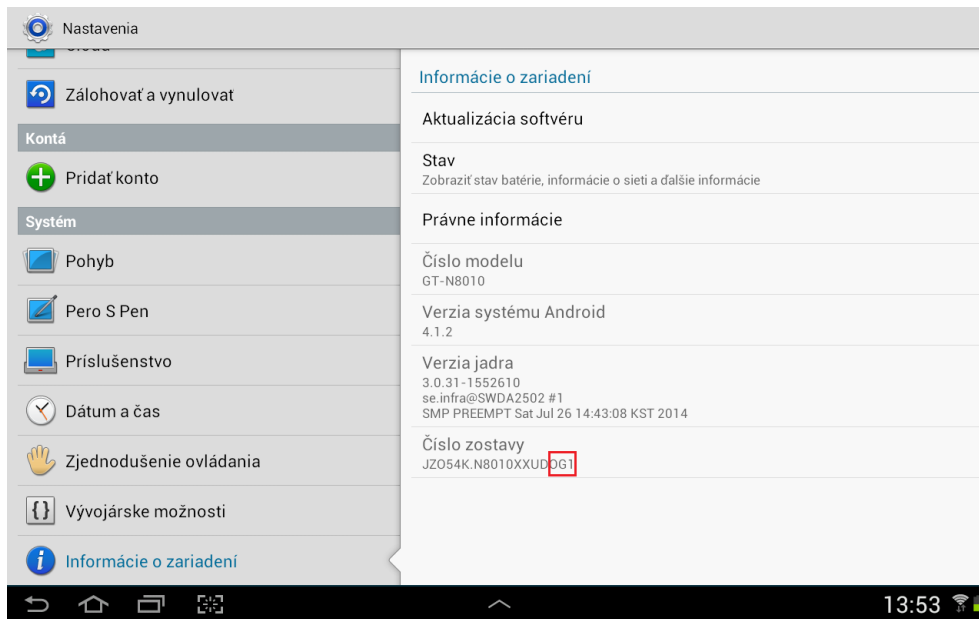 Nastavenia
Zálohovať a vynulovať
Kontá
Pridať konto
Systém
Pohyb
Pero S Pen
Príslušenstvo
Dátum a čas
Zjednodušenie ovládania
Vývojárske možnosti
Informácie o zariadení
Informácie o zariadení
Aktualizácia softvéru
Stav
Zobraziť stav batérie, informácie o sieti a ďalšie informácie
Právne informácie
Číslo modelu
GT-N8010
Verzia systému Android
4.1.2
Verzia jadra
3.0.31-1552610
se.infra@SWDA2502 #1
SMP PREEMPT Sat Jul 26 14:43:08 KST 2014
Číslo zostavy
JZO54K.N8010XXUDOG1
13:53